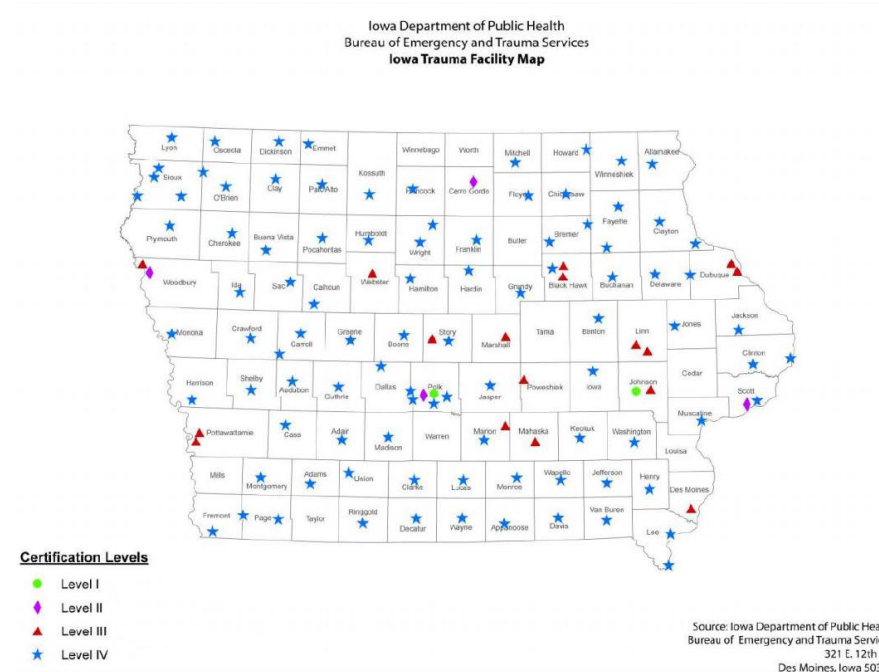 Iowa Department of Public Health
Bureau of Emergency and Trauma Services
Iowa Trauma Facility Map
Lyon
Osceola
Dickinson
Emmet
Winnebago
Worth
Mitchell
Howard
Winneshiek
Allamakee
Sioux
O'Brien
Clay
Palo Alto
Kossuth
Hancock
Cerro Gordo
Floyd
Chickasaw
Fayette
Clayton
Plymouth
Cherokee
Buena Vista
Pocahontas
Humboldt
Wright
Franklin
Butler
Bremer
Woodbury
Ida
Sac
Calhoun
Webster
Hamilton
Hardin
Grundy
Black Hawk
Buchanan
Delaware
Dubuque
Monona
Crawford
Carroll
Greene
Boone
Story
Marshall
Tama
Benton
Linn
Jones
Jackson
Clinton
Harrison
Shelby
Audubon
Guthrie
Dallas
Polk
Jasper
Poweshiek
Iowa
Johnson
Cedar
Scott
Muscatine
Pottawattamie
Cass
Adair
Madison
Warren
Marion
Mahaska
Keokuk
Washington
Louisa
Mills
Montgomery
Adams
Union
Clarke
Lucas
Monroe
Wapello
Jefferson
Henry
Des Moines
Fremont
Page
Taylor
Ringgold
Decatur
Wayne
Appanoose
Davis
Van Buren
Lee
Certification Levels
Level I
Level II
Level III
Level IV
Source: Iowa Department of Public Hea
Bureau of Emergency and Trauma Servi
321 E. 12th
Des Moines, Iowa 503